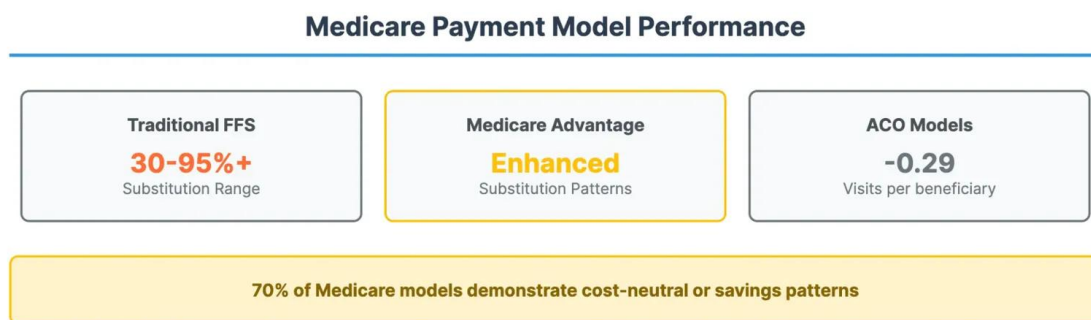 Medicare Payment Model Performance
Traditional FFS
30-95%+
Substitution Range
Medicare Advantage
Enhanced
Substitution Patterns
ACO Models
-0.29
Visits per beneficiary
70% of Medicare models demonstrate cost-neutral or savings patterns